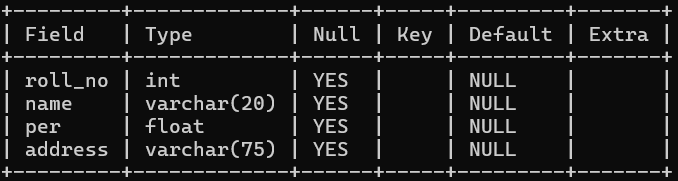 +---------+-------------+------+-----+---------+-------+
| Field   | Type        | Null | Key | Default | Extra |
+---------+-------------+------+-----+---------+-------+
| roll_no | int         | YES  |     | NULL    |       |
| name    | varchar(20) | YES  |     | NULL    |       |
| per     | float       | YES  |     | NULL    |       |
| address | varchar(75) | YES  |     | NULL    |       |
+---------+-------------+------+-----+---------+-------+